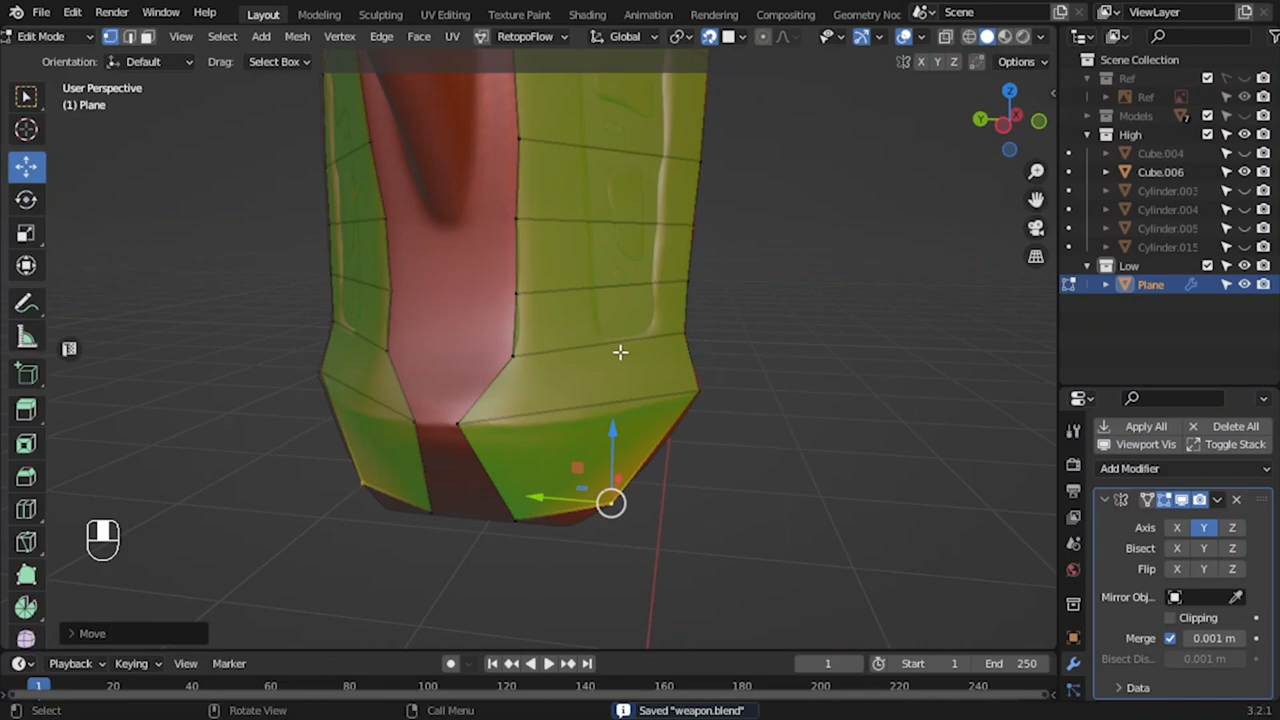 File Edit Render Window Help Layout Modeling Sculpting UV Editing Texture Paint Shading Animation Rendering Compositing Geometry Noc Scene ViewLayer
Edit Mode View Select Add Mesh Vertex Edge Face UV RetopoFlow Global
Orientation: Default Drag: Select Box X Y Z Options
User Perspective
(1) Plane
Z
Y
X
Scene Collection
Ref
Ref
Models
High
Cube.004
Cube.006
Cylinder.003
Cylinder.004
Cylinder.005
Cylinder.015
Low
Plane
Apply All Delete All
Viewport Vis Toggle Stack
Add Modifier
Axis X Y Z
Bisect X Y Z
Flip X Y Z
Mirror Obj...
Clipping
Merge 0.001 m
Bisect Dis... 0.001 m
Data
Move
Playback Keying View Marker 1 Start 1 End 250
1 20 40 60 80 100 120 140 160 180 200 220 240
Select Rotate View Call Menu Saved "weapon.blend" 3.2.1